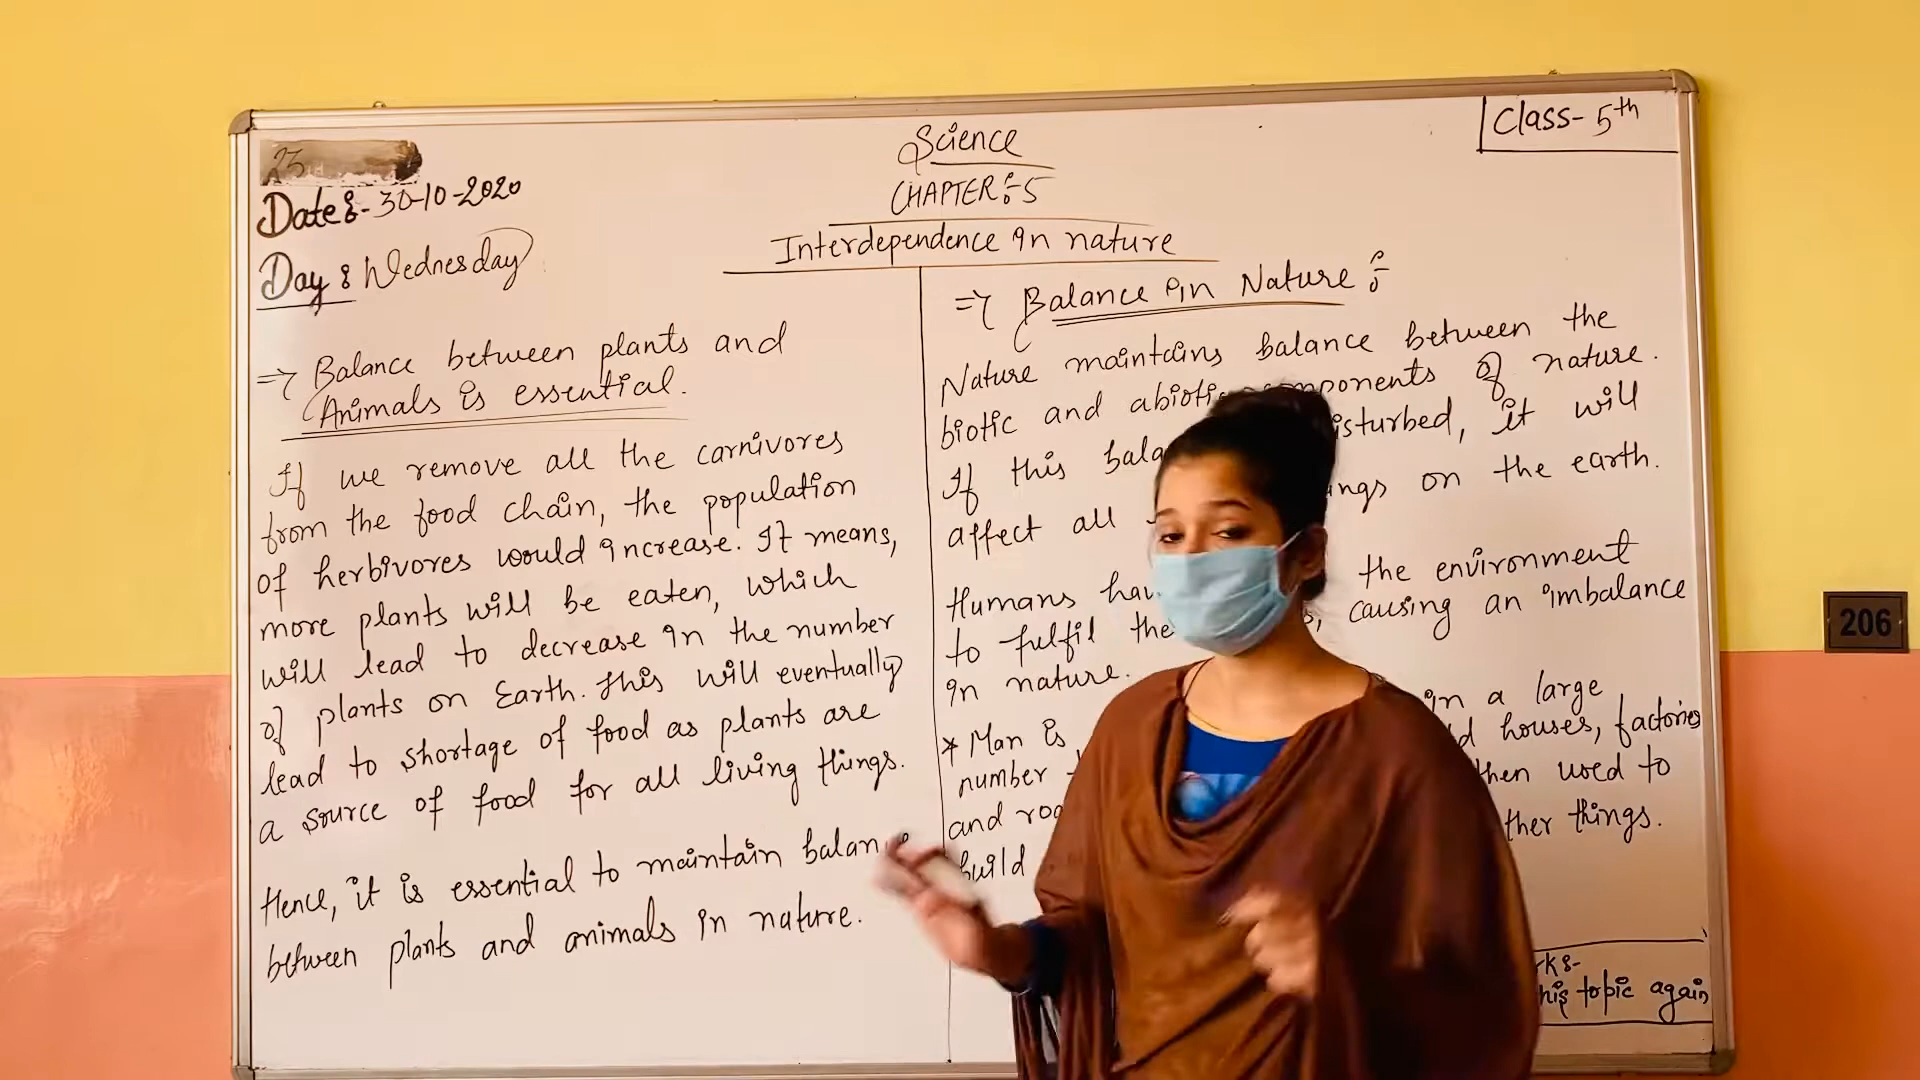 23
Date:- 30-10-2020
Day: Wednesday
Science
CHAPTER:-5
Interdependence in nature
Class- 5th
=> Balance between plants and
Animals is essential.
If we remove all the carnivores
from the food chain, the population
of herbivores would increase. It means,
more plants will be eaten, which
will lead to decrease in the number
of plants on Earth. This will eventually
lead to shortage of food as plants are
a source of food for all living things.
Hence, it is essential to maintain balan
between plants and animals in nature.
=> Balance in Nature :-
Nature maintains balance between the
biotic and abiotic components of nature.
If this isturbed, it will
affect all ings on the earth.
Humans the environment
to fulfil causing an imbalance
in nature.
* Man is in a large
number houses, factories
and then used to
build ther things.
his topic again
206